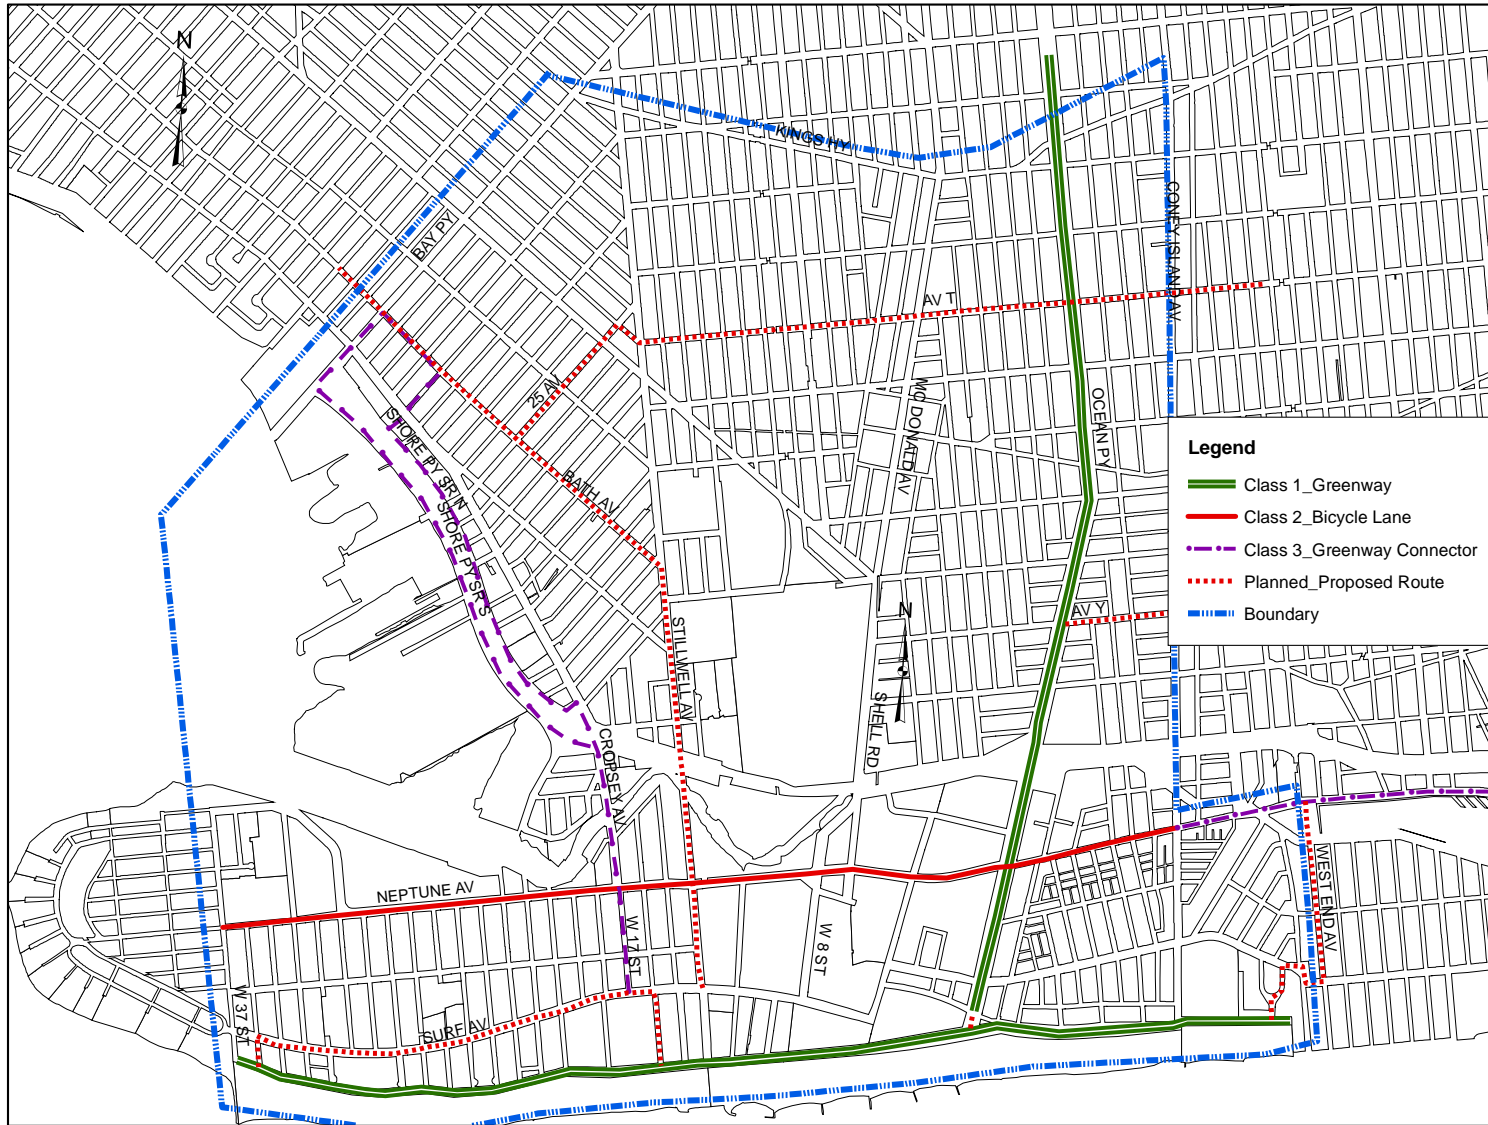 N
KINGS HY
BAY PY
CONEY ISLAND AV
AV T
25 AV
MC DONALD AV
OCEAN PY
SHORE PY SR N
BATH AV
SHORE PY SR S
Legend
Class 1_Greenway
Class 2_Bicycle Lane
Class 3_Greenway Connector
Planned_Proposed Route
Boundary
N
AV Y
STILLWELL AV
SHELL RD
CROPSEY AV
NEPTUNE AV
WEST END AV
W 17 ST
W 8 ST
W 37 ST
SURF AV